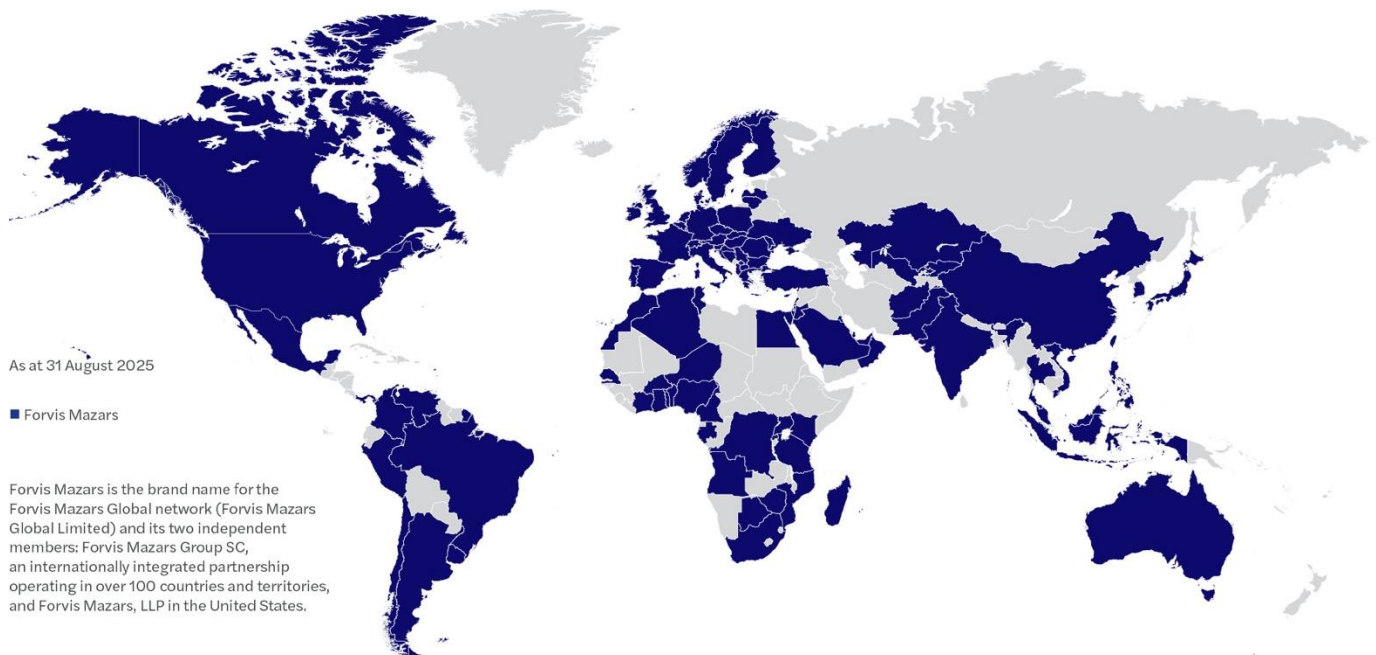 As at 31 August 2025
Forvis Mazars
Forvis Mazars is the brand name for the
Forvis Mazars Global network (Forvis Mazars
Global Limited) and its two independent
members: Forvis Mazars Group SC,
an internationally integrated partnership
operating in over 100 countries and territories,
and Forvis Mazars, LLP in the United States.